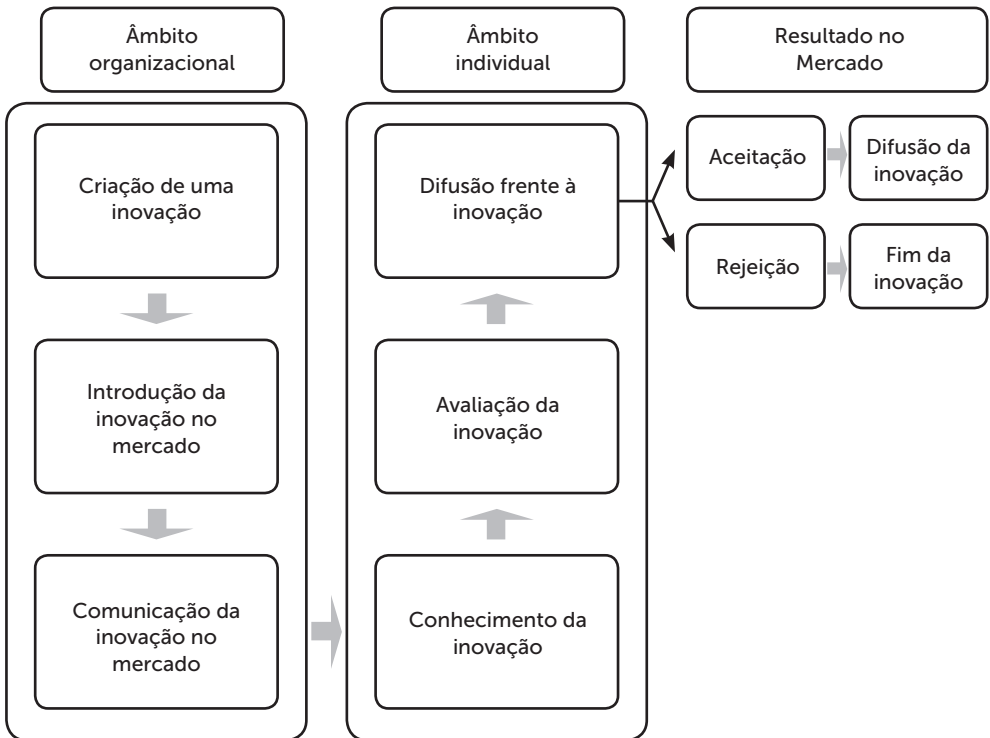 Âmbito
organizacional
Âmbito
individual
Resultado no
Mercado
Criação de uma
inovação
Introdução da
inovação no
mercado
Comunicação da
inovação no
mercado
Difusão frente à
inovação
Avaliação da
inovação
Conhecimento da
inovação
Aceitação
Difusão da
inovação
Rejeição
Fim da
inovação